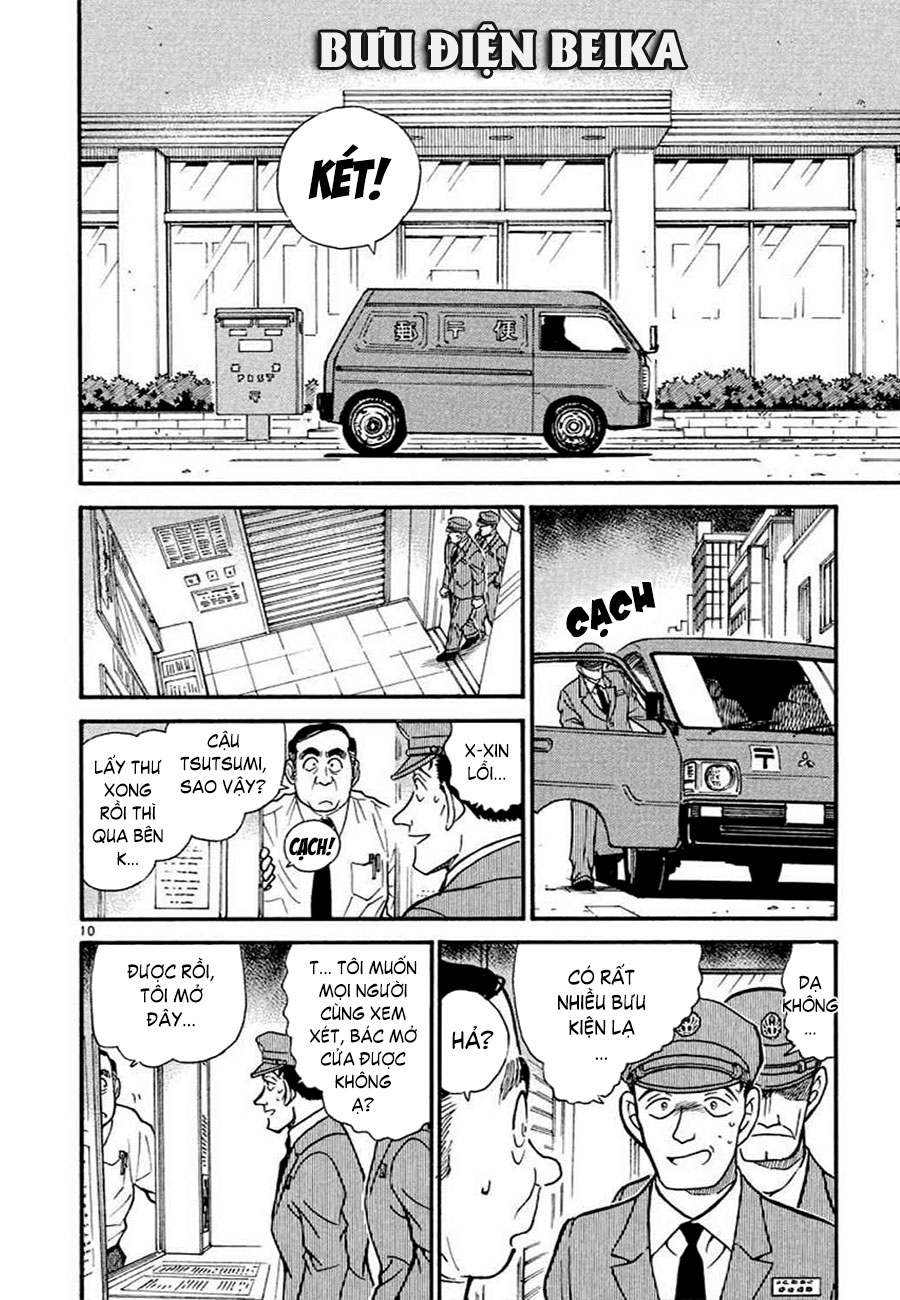 BƯU ĐIỆN BEIKA
KÉT!
郵〒便
POST
〒
CẠCH
〒
X-XIN
LỖI...
CẠCH!
CẬU
TSUTSUMI,
SAO VẬY?
LẤY THƯ
XONG
RỒI THÌ
QUA BÊN
K...
10
DẠ
KHÔNG
...
CÓ RẤT
NHIỀU BƯU
KIỆN LẠ
...
HẢ?
T... TÔI MUỐN
MỌI NGƯỜI
CÙNG XEM
XÉT, BÁC MỞ
CỬA ĐƯỢC
KHÔNG
Ạ?
ĐƯỢC RỒI,
TÔI MỞ
ĐÂY...